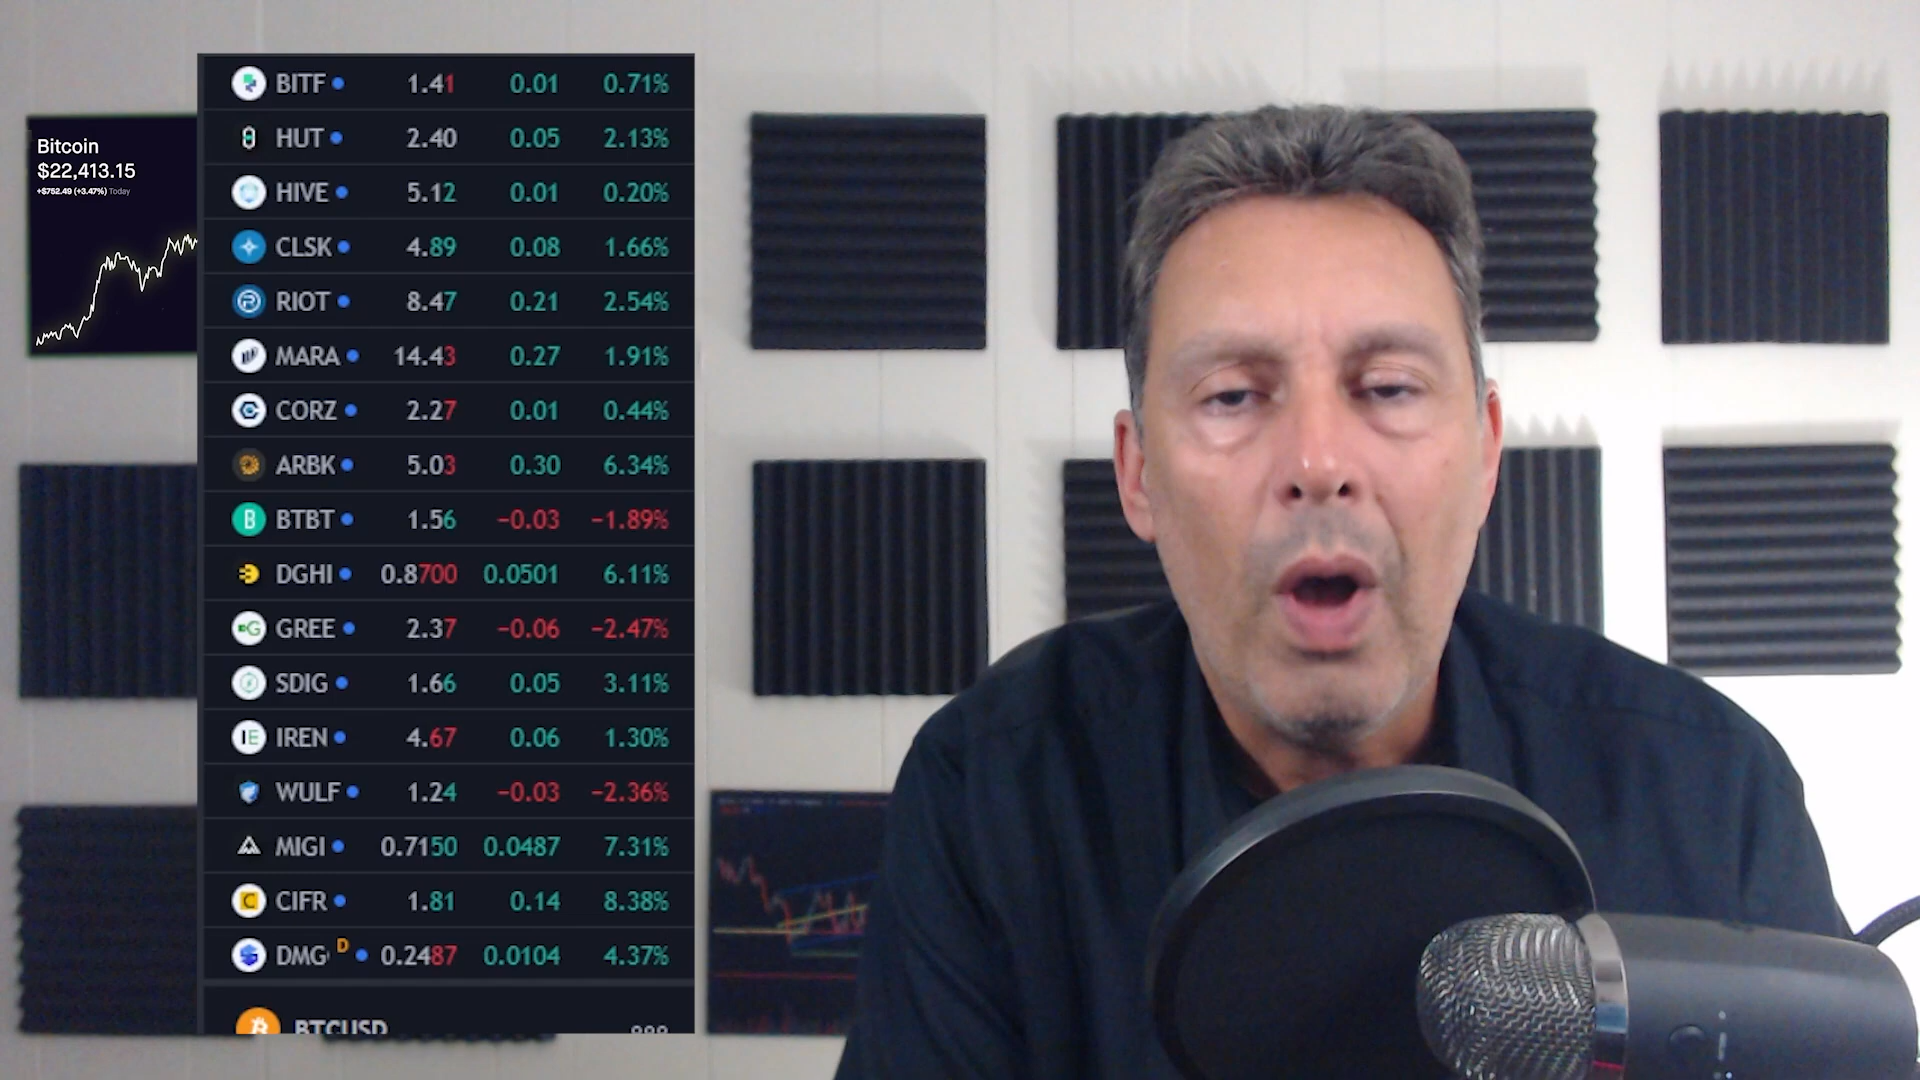 Bitcoin
$22,413.15
+$752.49 (+3.47%) Today
BITF 1.41 0.01 0.71%
HUT 2.40 0.05 2.13%
HIVE 5.12 0.01 0.20%
CLSK 4.89 0.08 1.66%
RIOT 8.47 0.21 2.54%
MARA 14.43 0.27 1.91%
CORZ 2.27 0.01 0.44%
ARBK 5.03 0.30 6.34%
B BTBT 1.56 −0.03 −1.89%
DGHI 0.8700 0.0501 6.11%
G GREE 2.37 −0.06 −2.47%
SDIG 1.66 0.05 3.11%
IE IREN 4.67 0.06 1.30%
WULF 1.24 −0.03 −2.36%
MIGI 0.7150 0.0487 7.31%
C CIFR 1.81 0.14 8.38%
DMG D 0.2487 0.0104 4.37%
BTCUSD